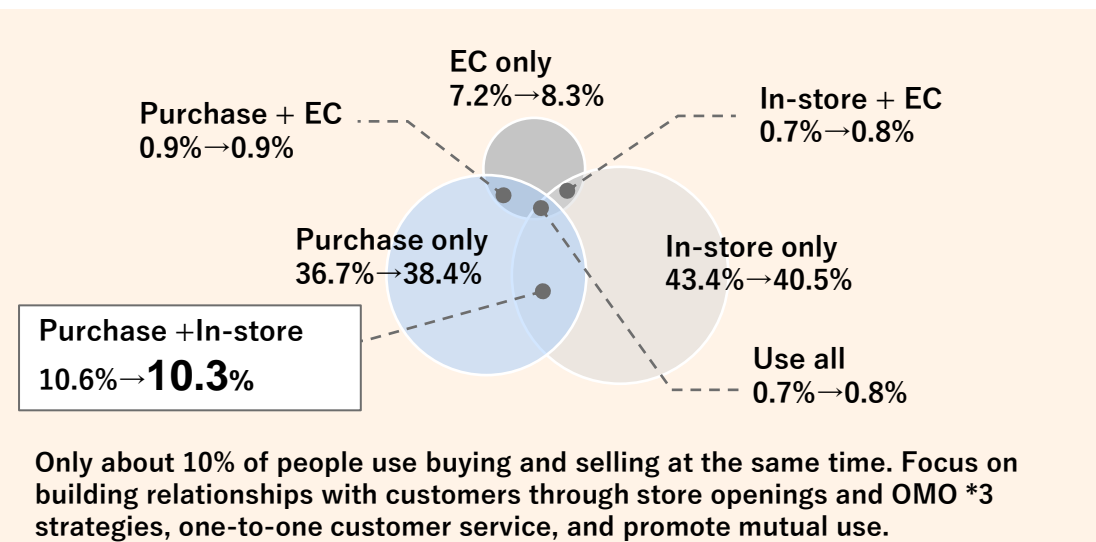 EC only
7.2%→8.3%
Purchase + EC
0.9%→0.9%
In-store + EC
0.7%→0.8%
Purchase only
36.7%→38.4%
In-store only
43.4%→40.5%
Purchase +In-store
10.6%→10.3%
Use all
0.7%→0.8%
Only about 10% of people use buying and selling at the same time. Focus on
building relationships with customers through store openings and OMO *3
strategies, one-to-one customer service, and promote mutual use.